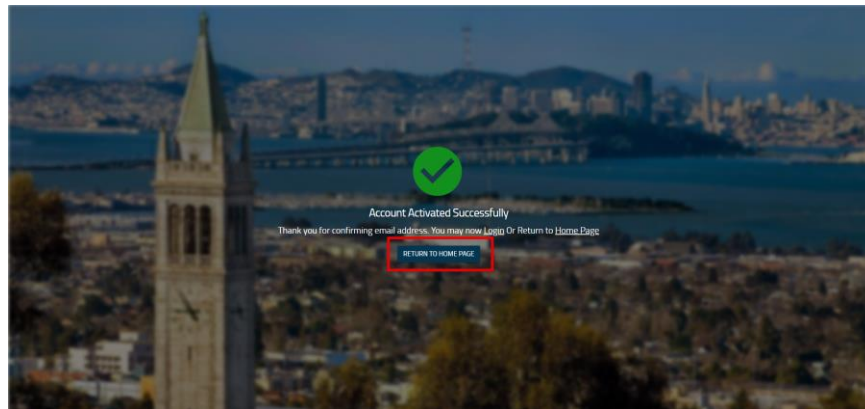 Account Activated Successfully
Thank you for confirming email address. You may now Login Or Return to Home Page
RETURN TO HOME PAGE